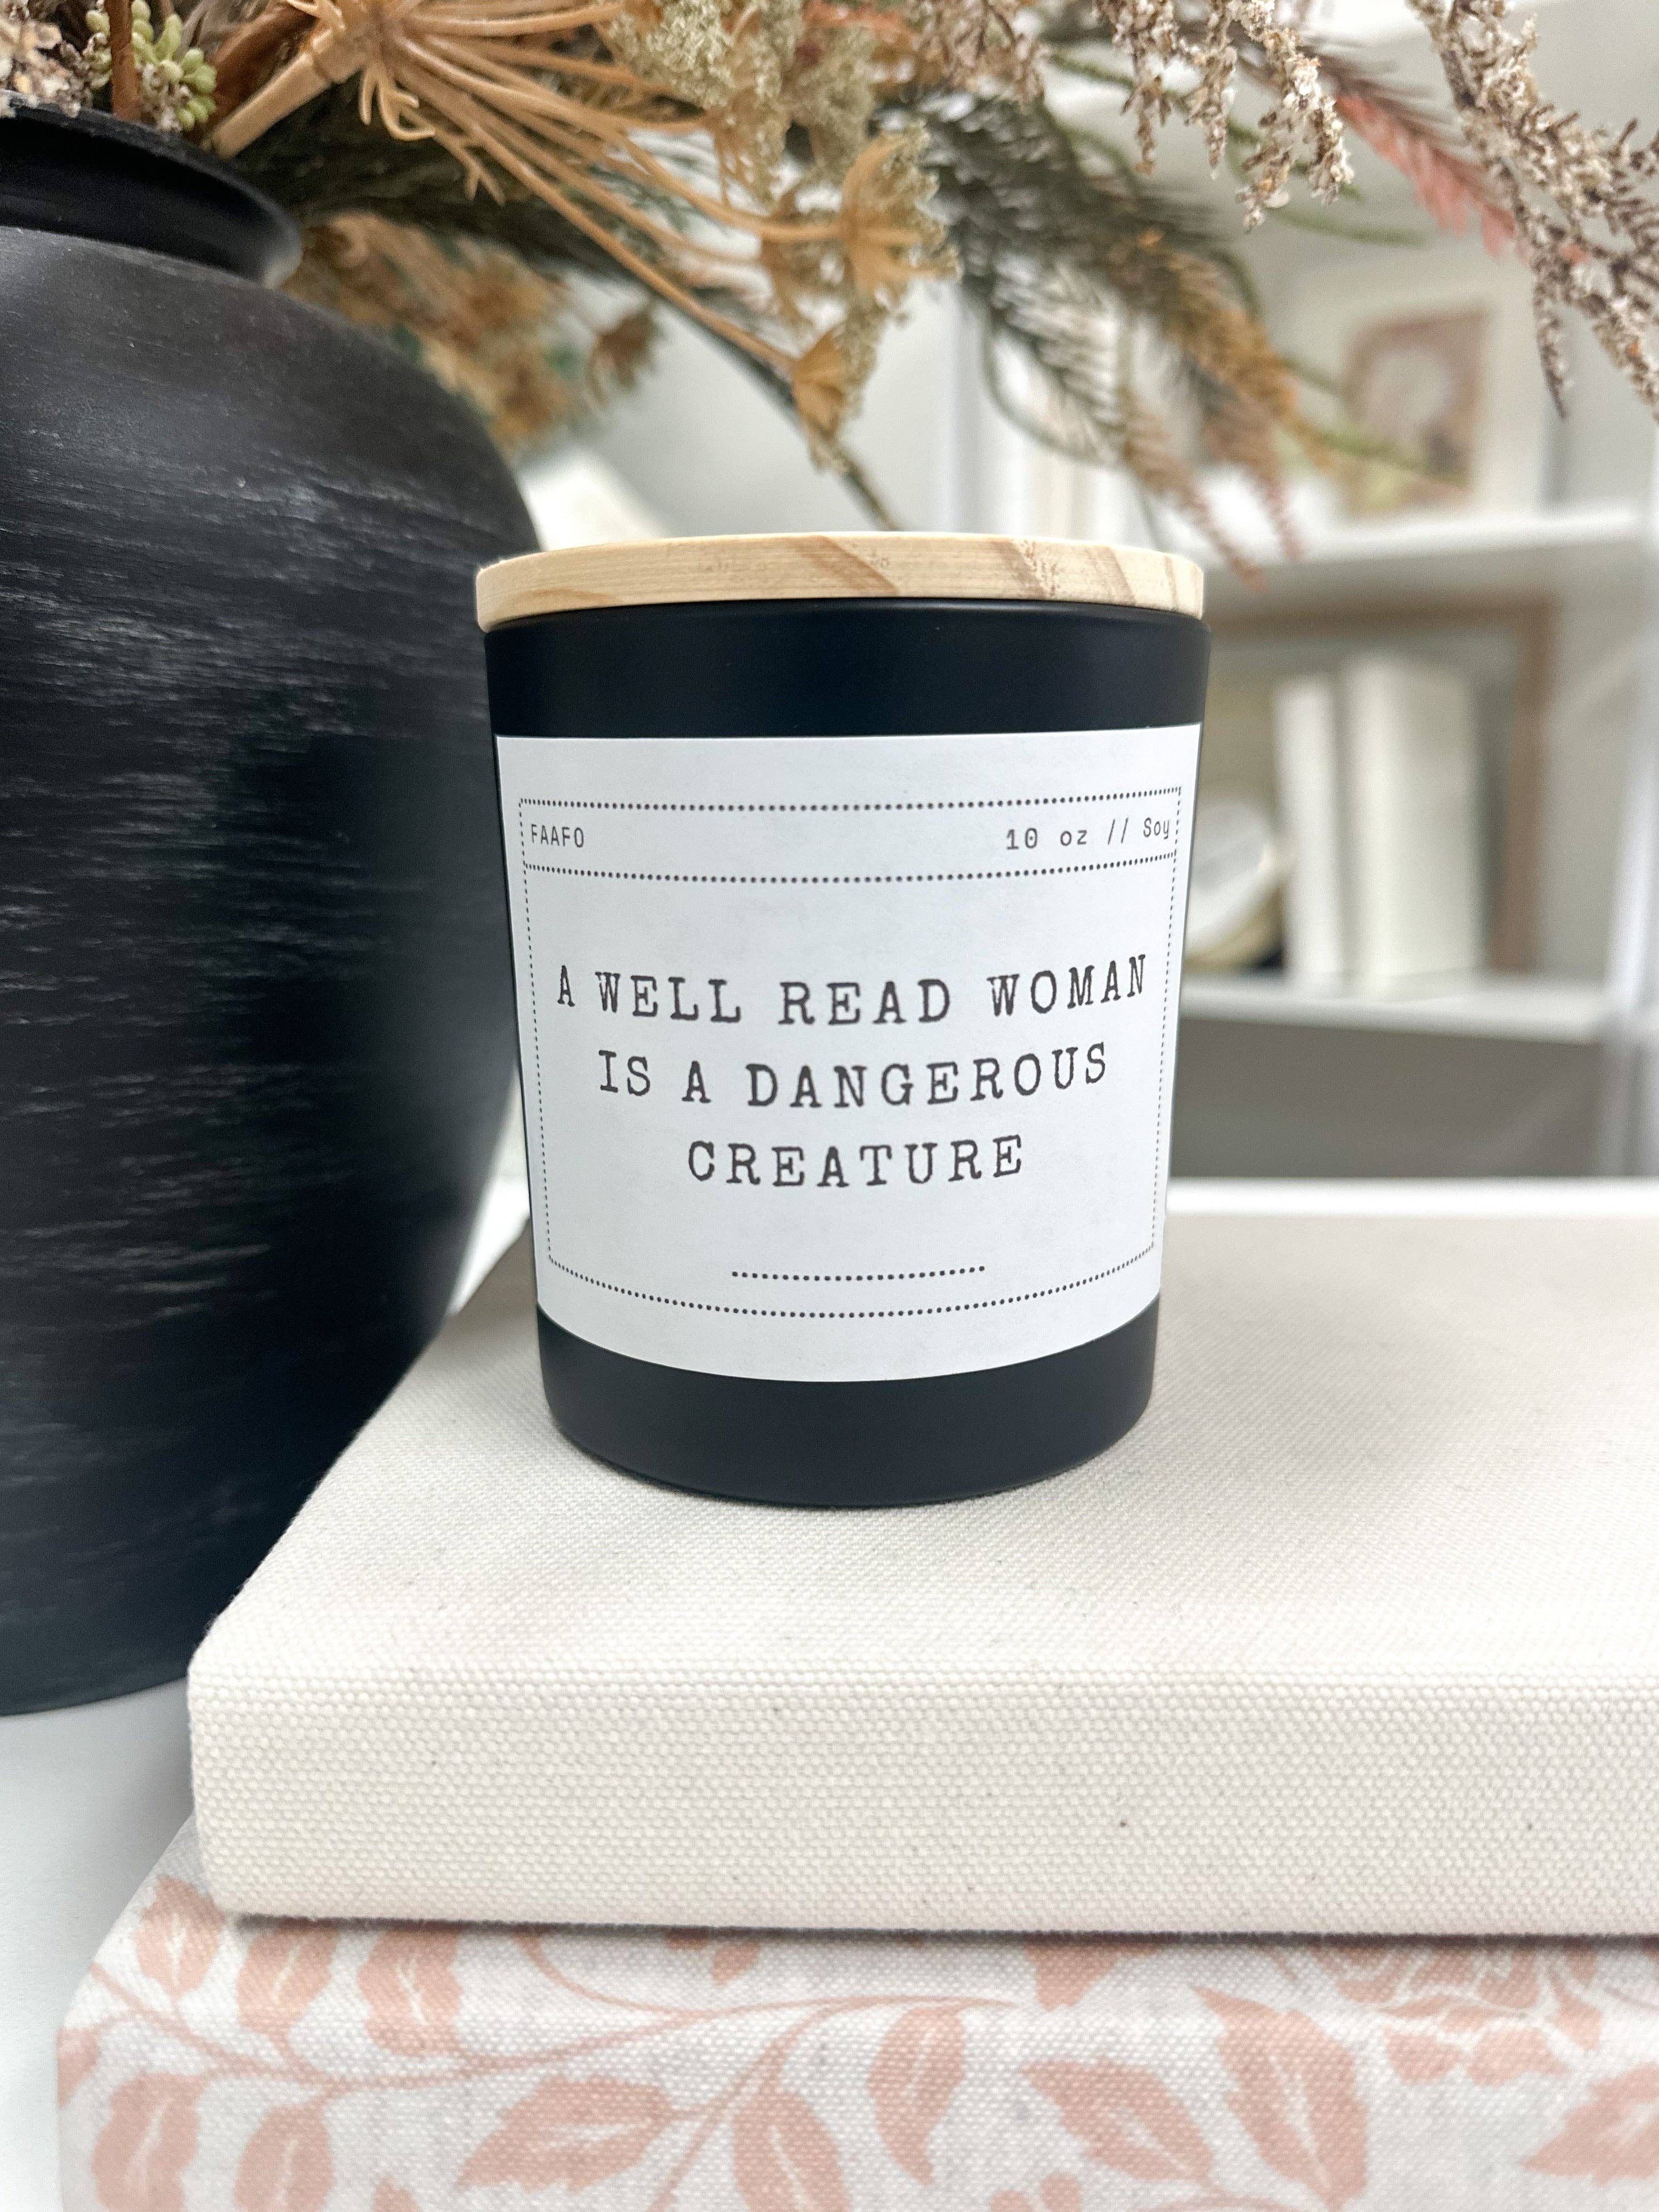 FAAFO 10 oz // Soy
A WELL READ WOMAN
IS A DANGEROUS
CREATURE